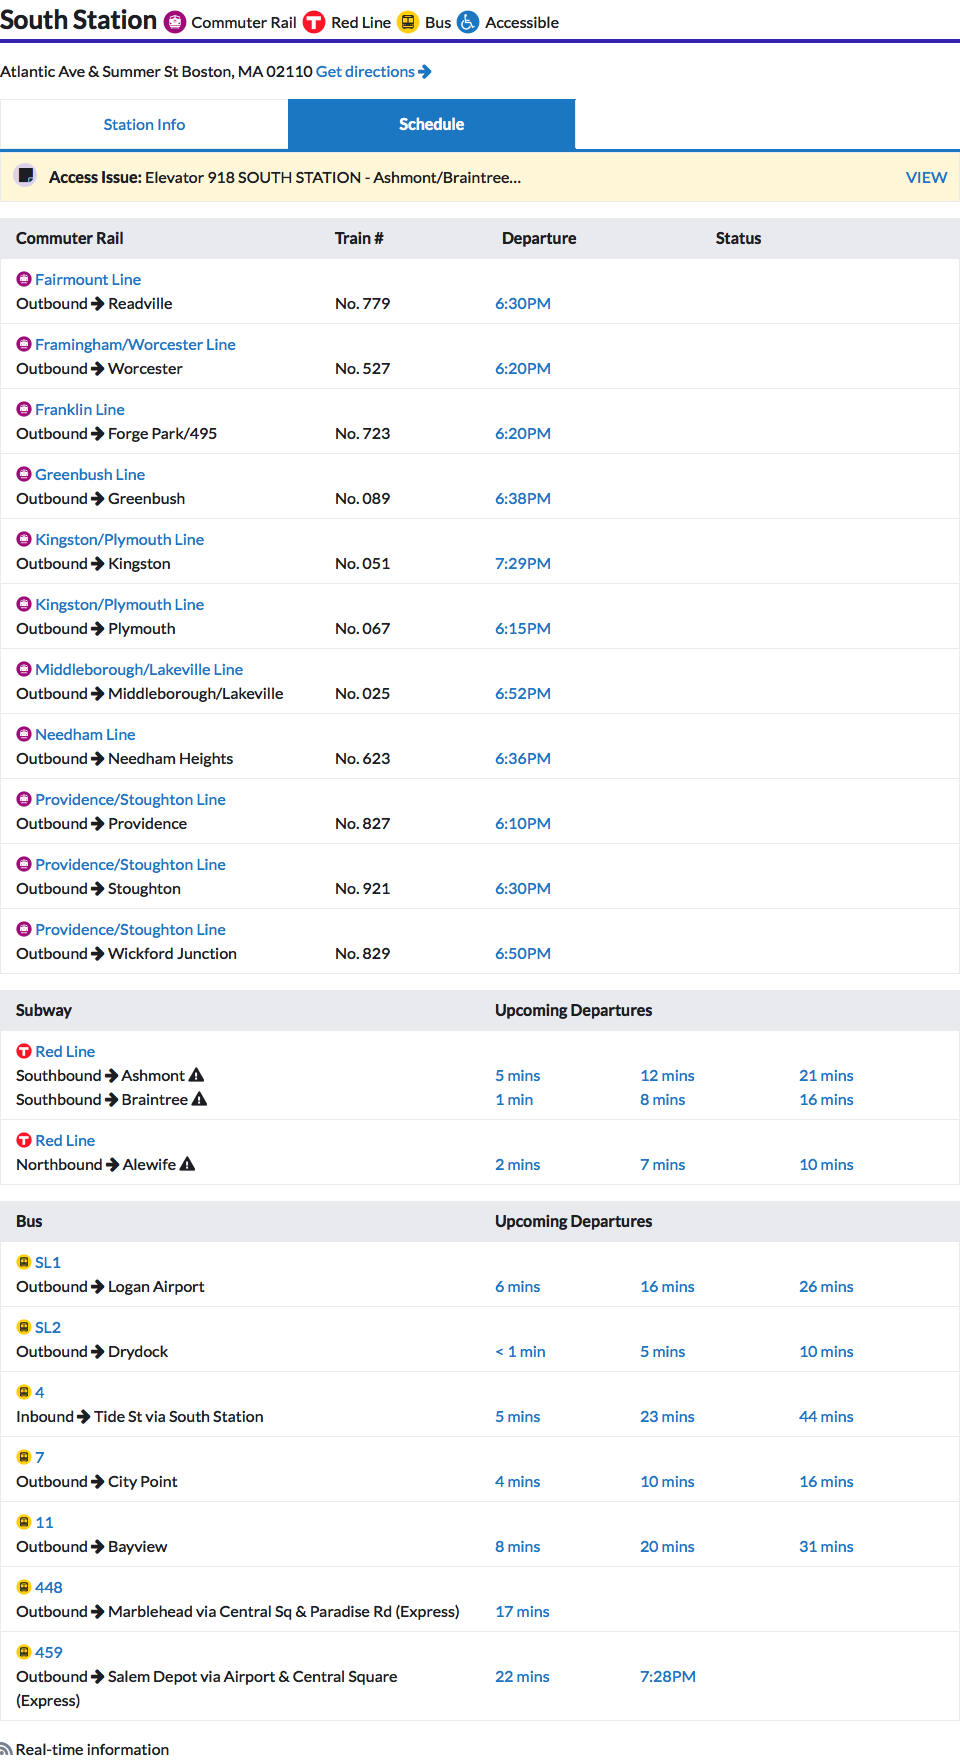 South Station Commuter Rail Red Line Bus Accessible
Atlantic Ave & Summer St Boston, MA 02110 Get directions
Station Info Schedule
Access Issue: Elevator 918 SOUTH STATION - Ashmont/Braintree... VIEW
Commuter Rail Train # Departure Status
Fairmount Line
Outbound → Readville No. 779 6:30PM
Framingham/Worcester Line
Outbound → Worcester No. 527 6:20PM
Franklin Line
Outbound → Forge Park/495 No. 723 6:20PM
Greenbush Line
Outbound → Greenbush No. 089 6:38PM
Kingston/Plymouth Line
Outbound → Kingston No. 051 7:29PM
Kingston/Plymouth Line
Outbound → Plymouth No. 067 6:15PM
Middleborough/Lakeville Line
Outbound → Middleborough/Lakeville No. 025 6:52PM
Needham Line
Outbound → Needham Heights No. 623 6:36PM
Providence/Stoughton Line
Outbound → Providence No. 827 6:10PM
Providence/Stoughton Line
Outbound → Stoughton No. 921 6:30PM
Providence/Stoughton Line
Outbound → Wickford Junction No. 829 6:50PM
Subway Upcoming Departures
Red Line
Southbound → Ashmont 5 mins 12 mins 21 mins
Southbound → Braintree 1 min 8 mins 16 mins
Red Line
Northbound → Alewife 2 mins 7 mins 10 mins
Bus Upcoming Departures
SL1
Outbound → Logan Airport 6 mins 16 mins 26 mins
SL2
Outbound → Drydock < 1 min 5 mins 10 mins
4
Inbound → Tide St via South Station 5 mins 23 mins 44 mins
7
Outbound → City Point 4 mins 10 mins 16 mins
11
Outbound → Bayview 8 mins 20 mins 31 mins
448
Outbound → Marblehead via Central Sq & Paradise Rd (Express) 17 mins
459
Outbound → Salem Depot via Airport & Central Square 22 mins 7:28PM
(Express)
Real-time information